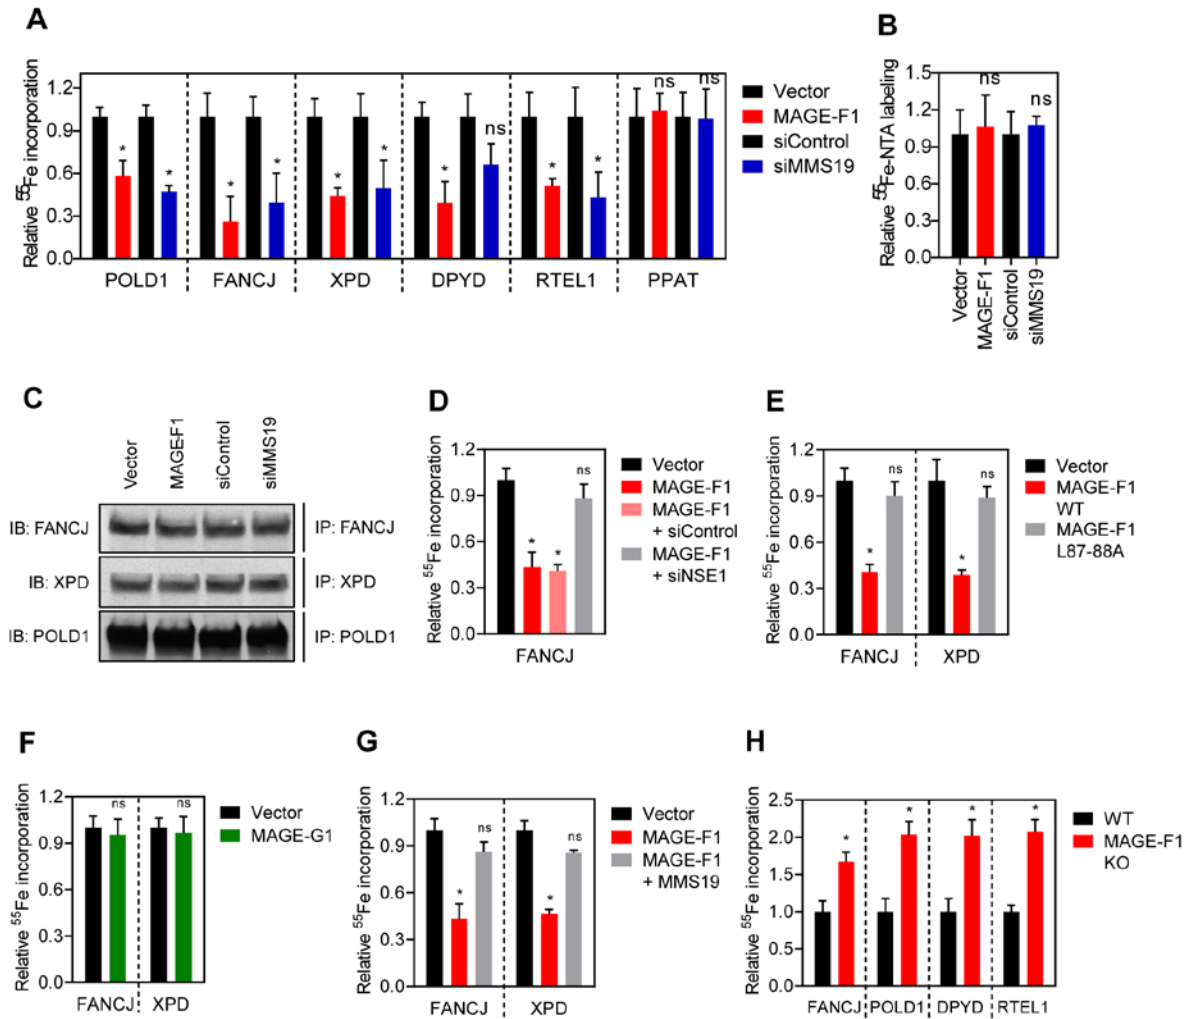 A
Relative ⁵⁵Fe incorporation
1.2
0.9
0.6
0.3
0.0
* * * * * * * ns * * ns ns
POLD1 FANCJ XPD DPYD RTEL1 PPAT
Vector
MAGE-F1
siControl
siMMS19
B
Relative ⁵⁵Fe-NTA labeling
1.5
1.2
0.9
0.6
0.3
0.0
ns ns
Vector
MAGE-F1
siControl
siMMS19
C
Vector
MAGE-F1
siControl
siMMS19
IB: FANCJ IP: FANCJ
IB: XPD IP: XPD
IB: POLD1 IP: POLD1
D
Relative ⁵⁵Fe incorporation
1.2
0.9
0.6
0.3
0.0
* * ns
FANCJ
Vector
MAGE-F1
MAGE-F1
+ siControl
MAGE-F1
+ siNSE1
E
Relative ⁵⁵Fe incorporation
1.2
0.9
0.6
0.3
0.0
* ns * ns
FANCJ XPD
Vector
MAGE-F1
WT
MAGE-F1
L87-88A
F
Relative ⁵⁵Fe incorporation
1.2
0.9
0.6
0.3
0.0
ns ns
FANCJ XPD
Vector
MAGE-G1
G
Relative ⁵⁵Fe incorporation
1.2
0.9
0.6
0.3
0.0
* ns * ns
FANCJ XPD
Vector
MAGE-F1
MAGE-F1
+ MMS19
H
Relative ⁵⁵Fe incorporation
2.5
2.0
1.5
1.0
0.5
0.0
* * * *
FANCJ POLD1 DPYD RTEL1
WT
MAGE-F1
KO